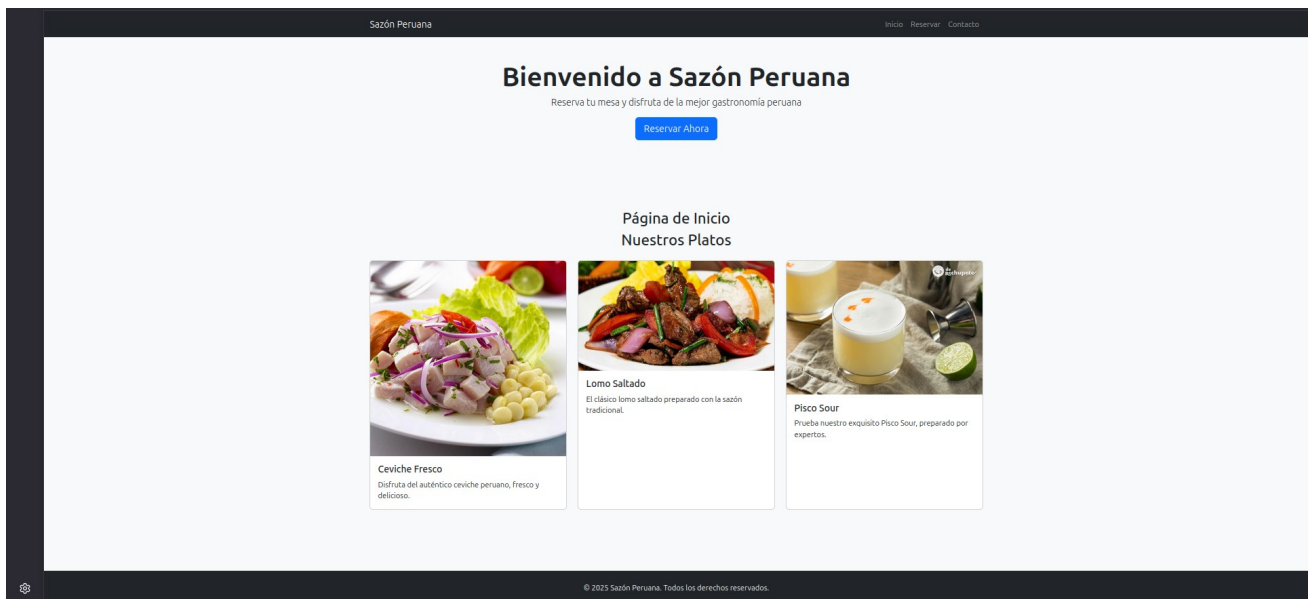 Sazón Peruana
Inicio Reservar Contacto
Bienvenido a Sazón Peruana
Reserva tu mesa y disfruta de la mejor gastronomía peruana
Reservar Ahora
Página de Inicio
Nuestros Platos
Ceviche Fresco
Disfruta del auténtico ceviche peruano, fresco y
delicioso.
Lomo Saltado
El clásico lomo saltado preparado con la sazón
tradicional.
Pisco Sour
Prueba nuestro exquisito Pisco Sour, preparado por
expertos.
© 2025 Sazón Peruana. Todos los derechos reservados.